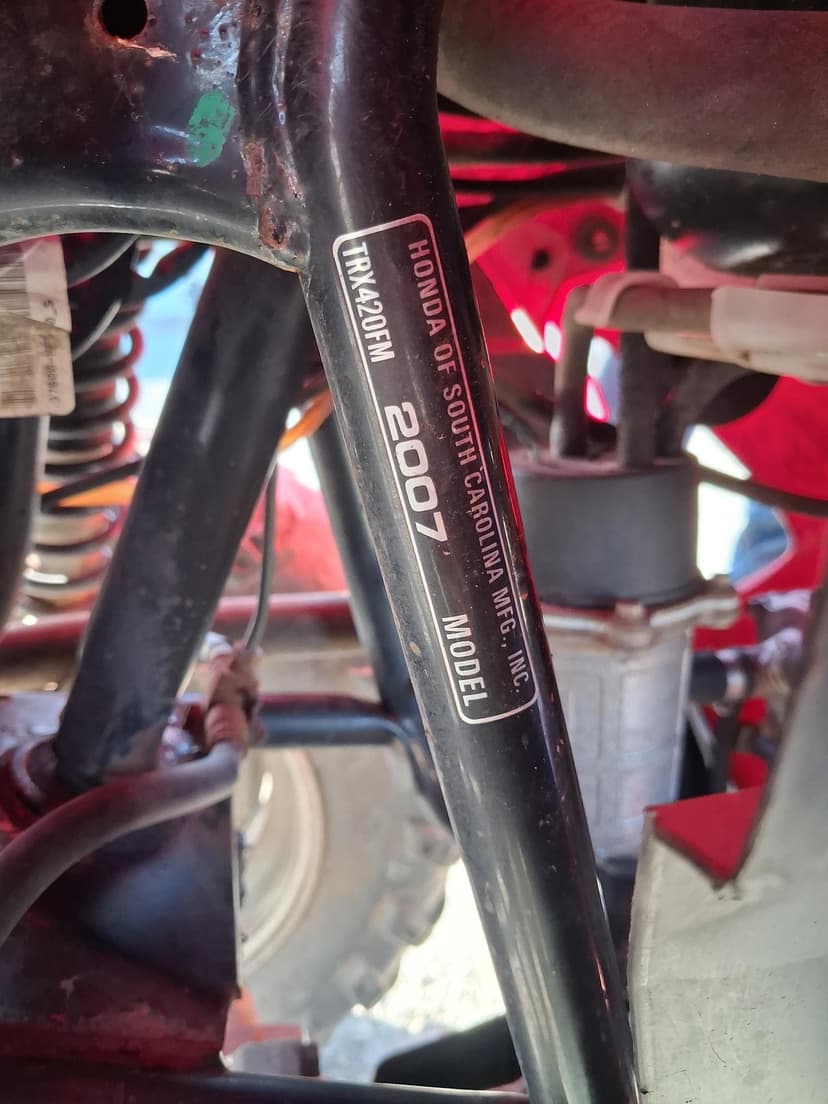 HONDA OF SOUTH CAROLINA MFG., INC.
TRX420FM 2007 MODEL